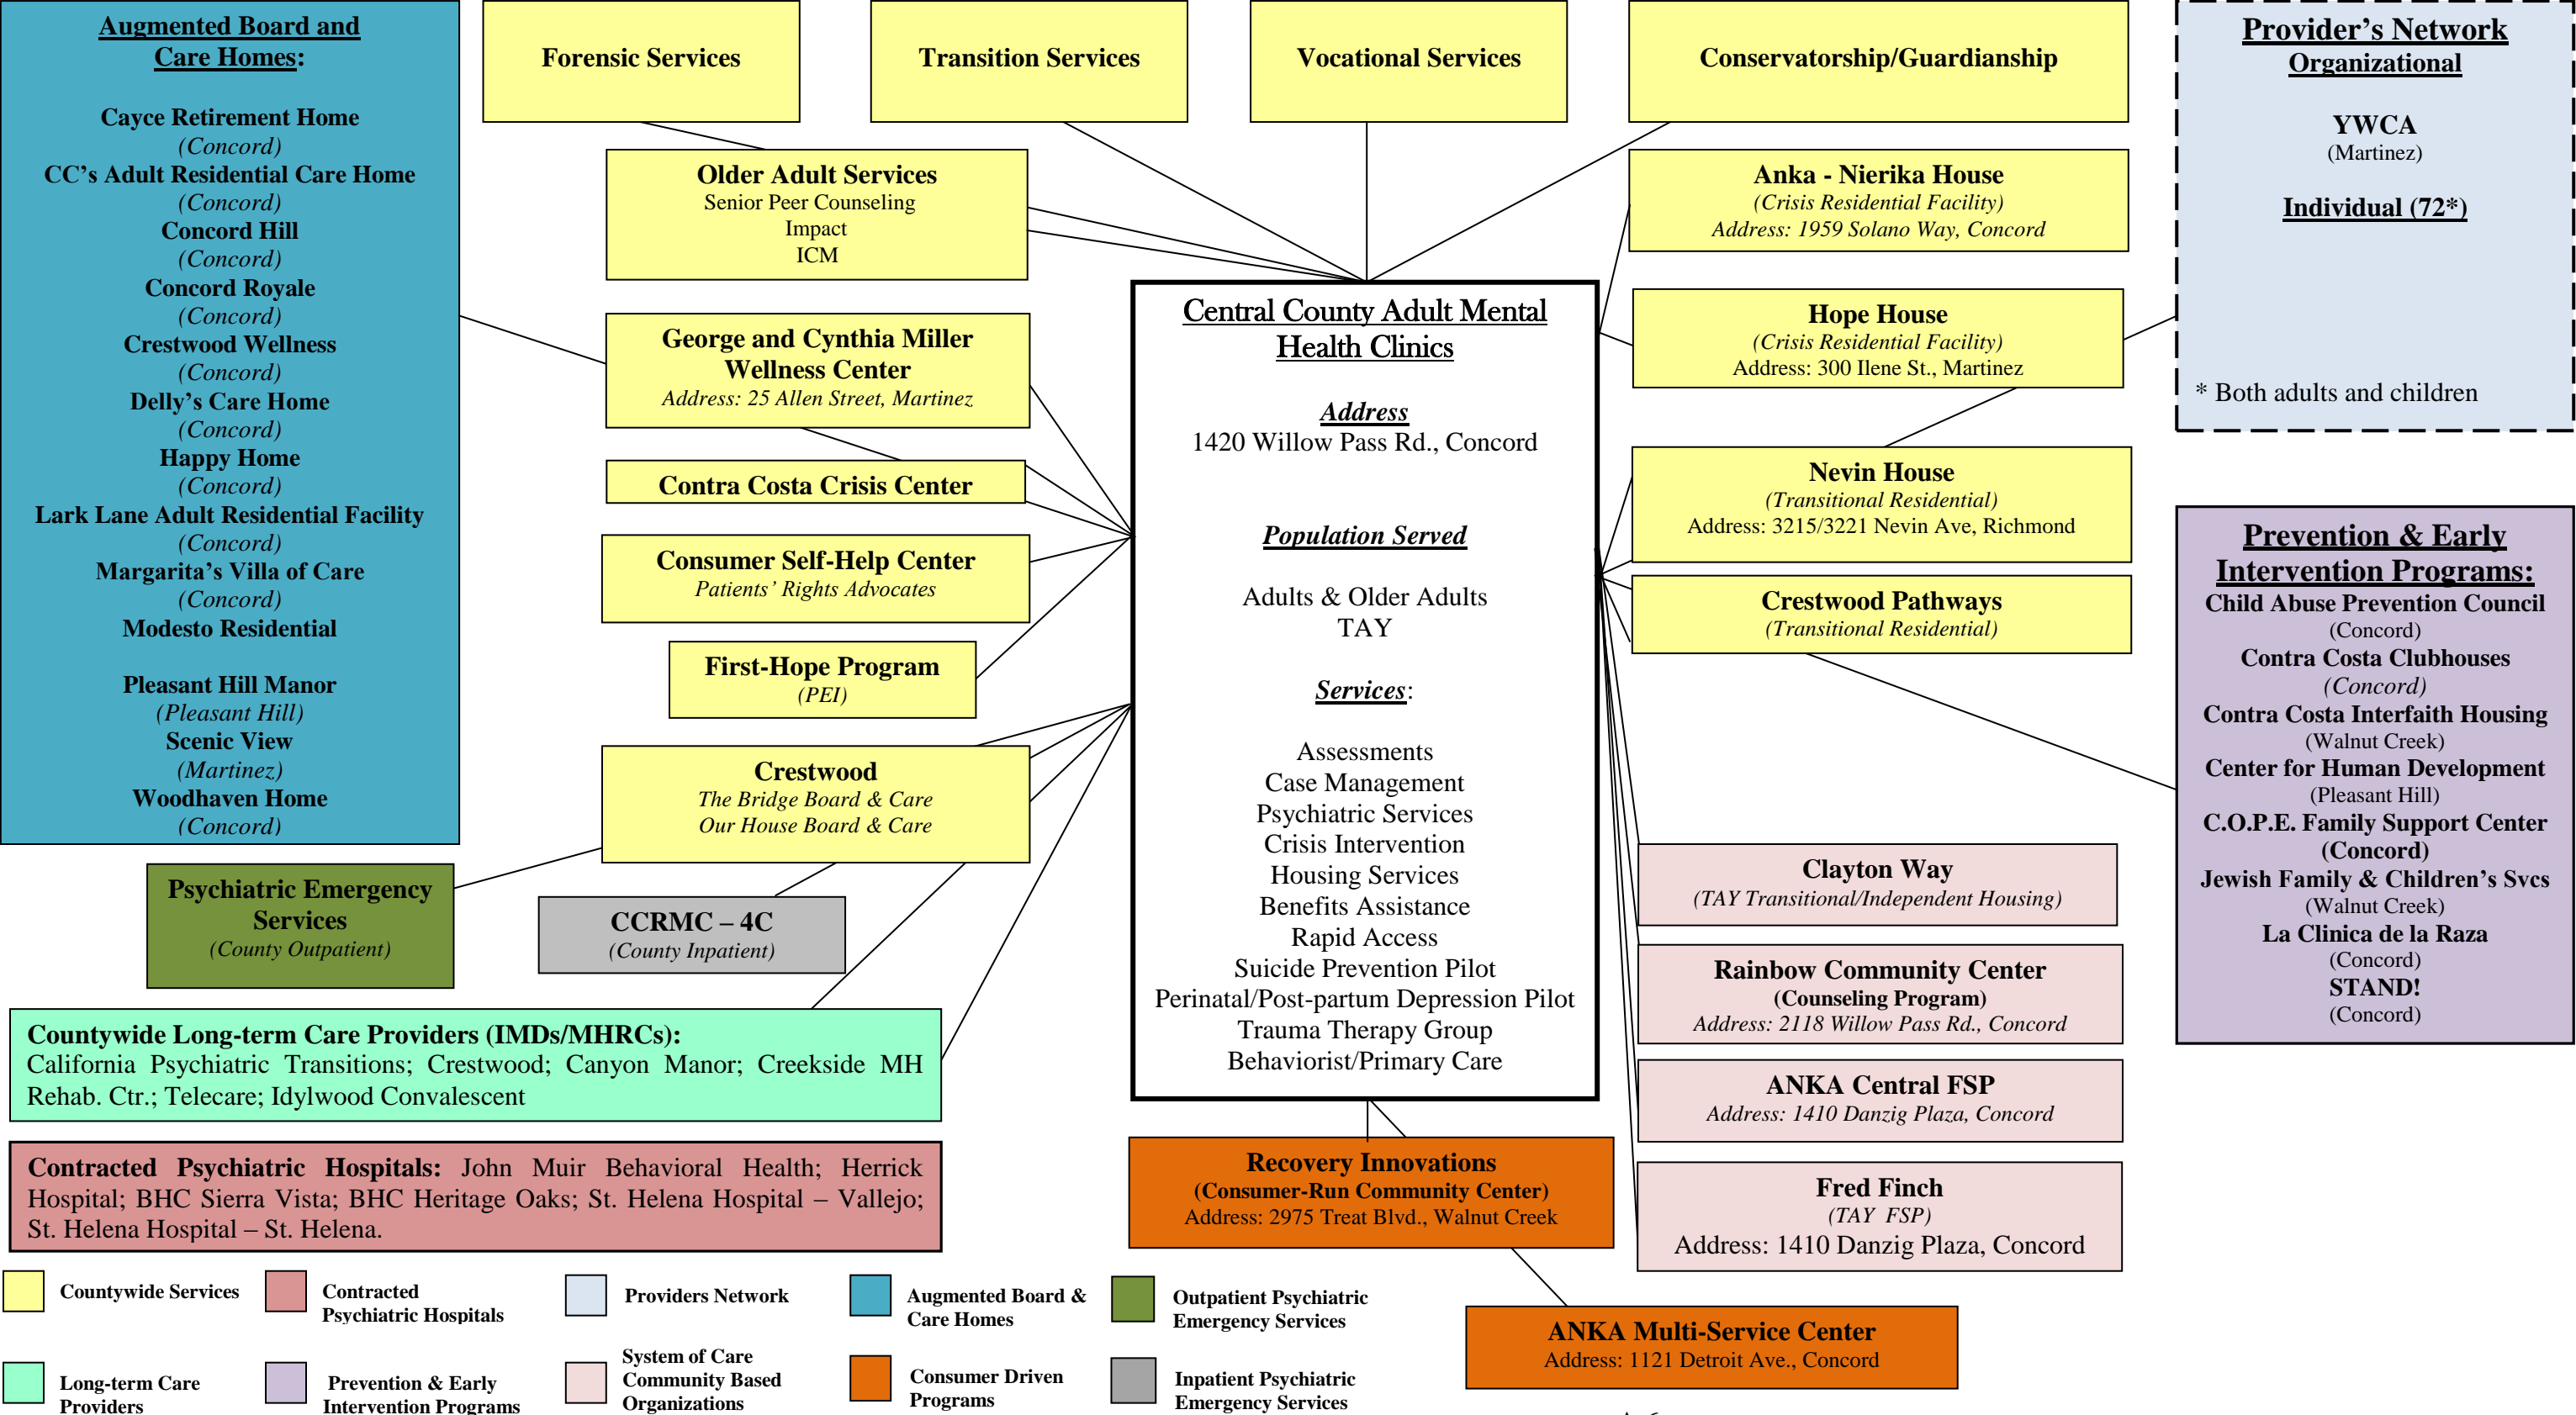 Augmented Board and
Care Homes:
Cayce Retirement Home
(Concord)
CC's Adult Residential Care Home
(Concord)
Concord Hill
(Concord)
Concord Royale
(Concord)
Crestwood Wellness
(Concord)
Delly's Care Home
(Concord)
Happy Home
(Concord)
Lark Lane Adult Residential Facility
(Concord)
Margarita's Villa of Care
(Concord)
Modesto Residential
Pleasant Hill Manor
(Pleasant Hill)
Scenic View
(Martinez)
Woodhaven Home
(Concord)
Forensic Services
Transition Services
Vocational Services
Conservatorship/Guardianship
Older Adult Services
Senior Peer Counseling
Impact
ICM
George and Cynthia Miller
Wellness Center
Address: 25 Allen Street, Martinez
Contra Costa Crisis Center
Consumer Self-Help Center
Patients' Rights Advocates
First-Hope Program
(PEI)
Crestwood
The Bridge Board & Care
Our House Board & Care
Psychiatric Emergency
Services
(County Outpatient)
CCRMC – 4C
(County Inpatient)
Countywide Long-term Care Providers (IMDs/MHRCs):
California Psychiatric Transitions; Crestwood; Canyon Manor; Creekside MH
Rehab. Ctr.; Telecare; Idylwood Convalescent
Contracted Psychiatric Hospitals: John Muir Behavioral Health; Herrick
Hospital; BHC Sierra Vista; BHC Heritage Oaks; St. Helena Hospital – Vallejo;
St. Helena Hospital – St. Helena.
Central County Adult Mental
Health Clinics
Address
1420 Willow Pass Rd., Concord
Population Served
Adults & Older Adults
TAY
Services:
Assessments
Case Management
Psychiatric Services
Crisis Intervention
Housing Services
Benefits Assistance
Rapid Access
Suicide Prevention Pilot
Perinatal/Post-partum Depression Pilot
Trauma Therapy Group
Behaviorist/Primary Care
Recovery Innovations
(Consumer-Run Community Center)
Address: 2975 Treat Blvd., Walnut Creek
ANKA Multi-Service Center
Address: 1121 Detroit Ave., Concord
Anka - Nierika House
(Crisis Residential Facility)
Address: 1959 Solano Way, Concord
Hope House
(Crisis Residential Facility)
Address: 300 Ilene St., Martinez
Nevin House
(Transitional Residential)
Address: 3215/3221 Nevin Ave, Richmond
Crestwood Pathways
(Transitional Residential)
Clayton Way
(TAY Transitional/Independent Housing)
Rainbow Community Center
(Counseling Program)
Address: 2118 Willow Pass Rd., Concord
ANKA Central FSP
Address: 1410 Danzig Plaza, Concord
Fred Finch
(TAY FSP)
Address: 1410 Danzig Plaza, Concord
Provider's Network
Organizational
YWCA
(Martinez)
Individual (72*)
* Both adults and children
Prevention & Early
Intervention Programs:
Child Abuse Prevention Council
(Concord)
Contra Costa Clubhouses
(Concord)
Contra Costa Interfaith Housing
(Walnut Creek)
Center for Human Development
(Pleasant Hill)
C.O.P.E. Family Support Center
(Concord)
Jewish Family & Children's Svcs
(Walnut Creek)
La Clinica de la Raza
(Concord)
STAND!
(Concord)
Countywide Services
Contracted
Psychiatric Hospitals
Providers Network
Augmented Board &
Care Homes
Outpatient Psychiatric
Emergency Services
Long-term Care
Providers
Prevention & Early
Intervention Programs
System of Care
Community Based
Organizations
Consumer Driven
Programs
Inpatient Psychiatric
Emergency Services